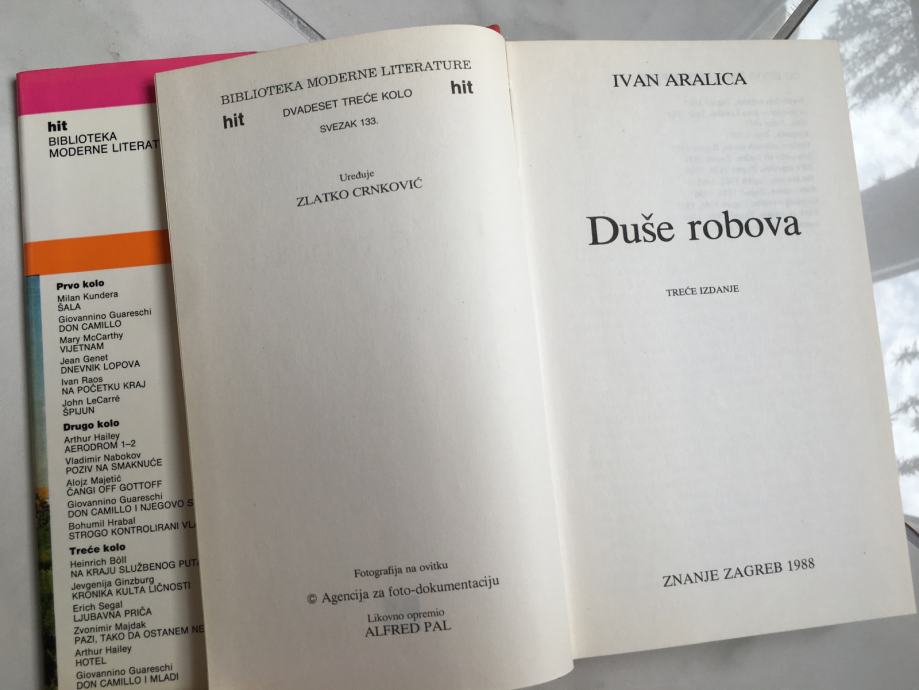 hit
BIBLIOTEKA
MODERNE LITERAT
Prvo kolo
Milan Kundera
ŠALA
Giovannino Guareschi
DON CAMILLO
Mary McCarthy
VIJETNAM
Jean Genet
DNEVNIK LOPOVA
Ivan Raos
NA POČETKU KRAJ
John LeCarré
ŠPIJUN
Drugo kolo
Arthur Hailey
AERODROM 1–2
Vladimir Nabokov
POZIV NA SMAKNUĆE
Alojz Majetić
ČANGI OFF GOTTOFF
Giovannino Guareschi
DON CAMILLO I NJEGOVO S
Bohumil Hrabal
STROGO KONTROLIRANI VL
Treće kolo
Heinrich Böll
NA KRAJU SLUŽBENOG PUT
Jevgenija Ginzburg
KRONIKA KULTA LIČNOSTI
Erich Segal
LJUBAVNA PRIČA
Zvonimir Majdak
PAZI, TAKO DA OSTANEM NE
Arthur Hailey
HOTEL
Giovannino Guareschi
DON CAMILLO I MLADI
BIBLIOTEKA MODERNE LITERATURE
hit DVADESET TREĆE KOLO hit
SVEZAK 133.
Uređuje
ZLATKO CRNKOVIĆ
Fotografija na ovitku
© Agencija za foto-dokumentaciju
Likovno opremio
ALFRED PAL
IVAN ARALICA
Duše robova
TREĆE IZDANJE
ZNANJE ZAGREB 1988